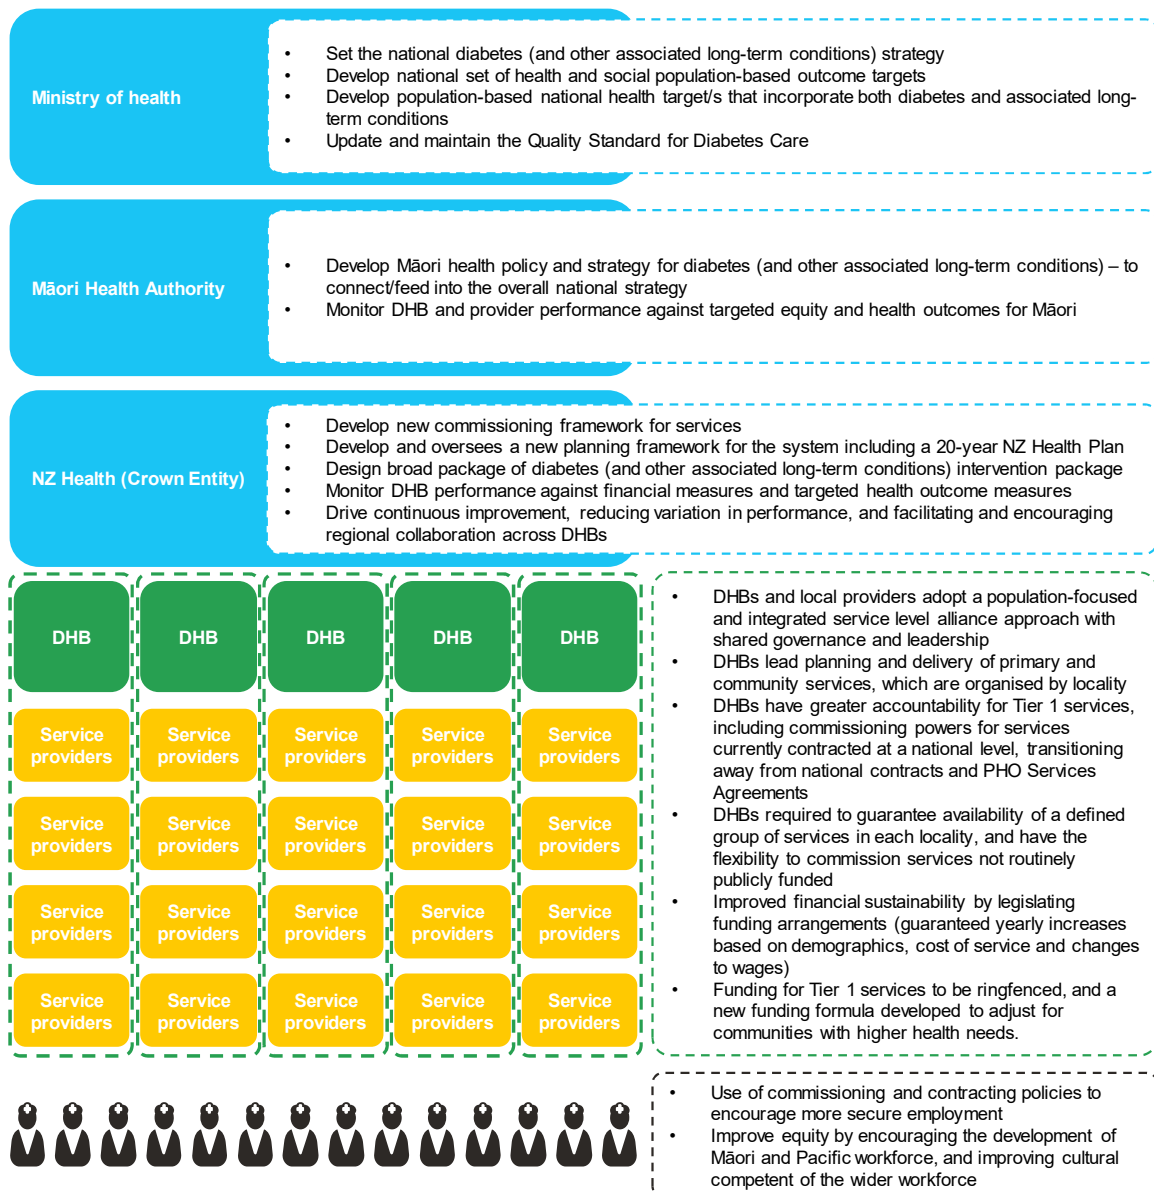 Ministry of health
• Set the national diabetes (and other associated long-term conditions) strategy
• Develop national set of health and social population-based outcome targets
• Develop population-based national health target/s that incorporate both diabetes and associated long-
term conditions
• Update and maintain the Quality Standard for Diabetes Care
Māori Health Authority
• Develop Māori health policy and strategy for diabetes (and other associated long-term conditions) – to
connect/feed into the overall national strategy
• Monitor DHB and provider performance against targeted equity and health outcomes for Māori
NZ Health (Crown Entity)
• Develop new commissioning framework for services
• Develop and oversees a new planning framework for the system including a 20-year NZ Health Plan
• Design broad package of diabetes (and other associated long-term conditions) intervention package
• Monitor DHB performance against financial measures and targeted health outcome measures
• Drive continuous improvement, reducing variation in performance, and facilitating and encouraging
regional collaboration across DHBs
DHB DHB DHB DHB DHB
Service Service Service Service Service
providers providers providers providers providers
Service Service Service Service Service
providers providers providers providers providers
Service Service Service Service Service
providers providers providers providers providers
Service Service Service Service Service
providers providers providers providers providers
• DHBs and local providers adopt a population-focused
and integrated service level alliance approach with
shared governance and leadership
• DHBs lead planning and delivery of primary and
community services, which are organised by locality
• DHBs have greater accountability for Tier 1 services,
including commissioning powers for services
currently contracted at a national level, transitioning
away from national contracts and PHO Services
Agreements
• DHBs required to guarantee availability of a defined
group of services in each locality, and have the
flexibility to commission services not routinely
publicly funded
• Improved financial sustainability by legislating
funding arrangements (guaranteed yearly increases
based on demographics, cost of service and changes
to wages)
• Funding for Tier 1 services to be ringfenced, and a
new funding formula developed to adjust for
communities with higher health needs.
• Use of commissioning and contracting policies to
encourage more secure employment
• Improve equity by encouraging the development of
Māori and Pacific workforce, and improving cultural
competent of the wider workforce